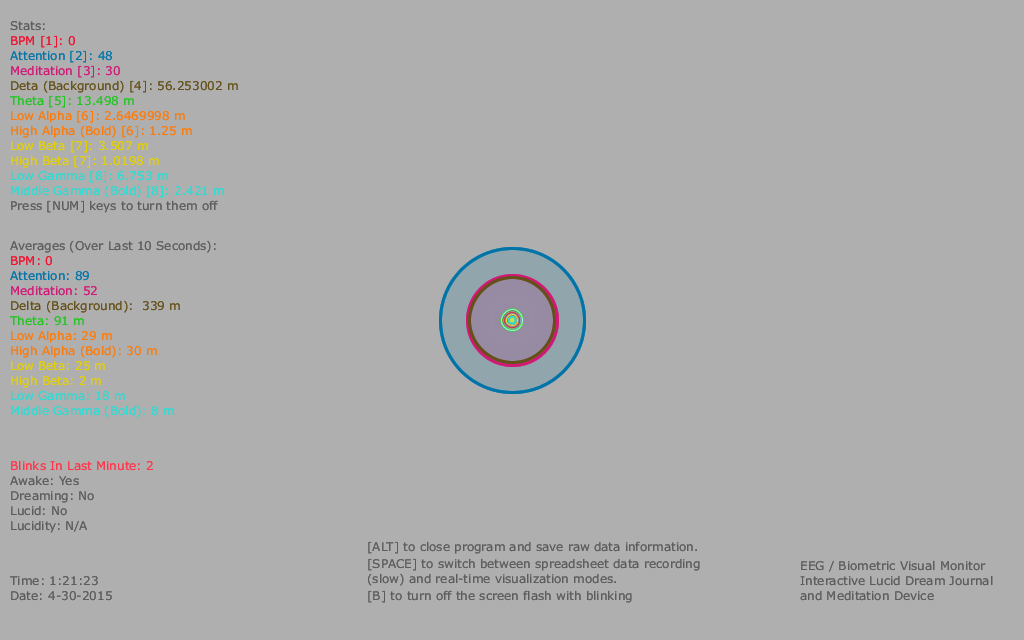 Stats:
BPM [1]: 0
Attention [2]: 48
Meditation [3]: 30
Deta (Background) [4]: 56.253002 m
Theta [5]: 13.498 m
Low Alpha [6]: 2.6469998 m
High Alpha (Bold) [6]: 1.25 m
Low Beta [7]: 3.507 m
High Beta [7]: 1.0198 m
Low Gamma [8]: 6.753 m
Middle Gamma (Bold) [8]: 2.421 m
Press [NUM] keys to turn them off
Averages (Over Last 10 Seconds):
BPM: 0
Attention: 89
Meditation: 52
Delta (Background):  339 m
Theta: 91 m
Low Alpha: 29 m
High Alpha (Bold): 30 m
Low Beta: 25 m
High Beta: 2 m
Low Gamma: 18 m
Middle Gamma (Bold): 8 m
Blinks In Last Minute: 2
Awake: Yes
Dreaming: No
Lucid: No
Lucidity: N/A
Time: 1:21:23
Date: 4-30-2015
[ALT] to close program and save raw data information.
[SPACE] to switch between spreadsheet data recording
(slow) and real-time visualization modes.
[B] to turn off the screen flash with blinking
EEG / Biometric Visual Monitor
Interactive Lucid Dream Journal
and Meditation Device